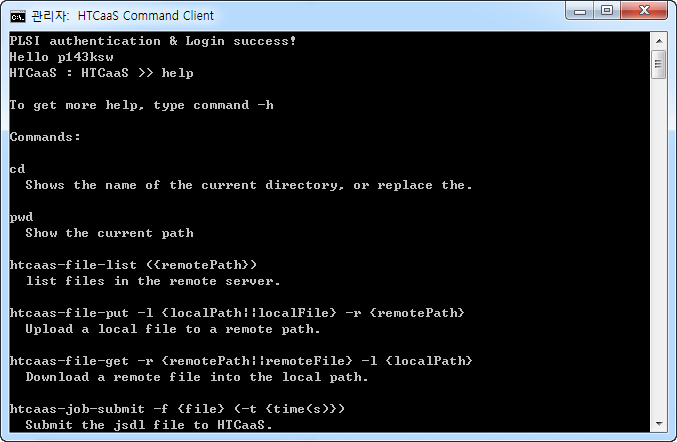 관리자:  HTCaaS Command Client
PLSI authentication & Login success!
Hello p143ksw
HTCaaS : HTCaaS >> help
To get more help, type command -h
Commands:
cd
Shows the name of the current directory, or replace the.
pwd
Show the current path
htcaas-file-list ({remotePath})
list files in the remote server.
htcaas-file-put -l {localPath||localFile} -r {remotePath}
Upload a local file to a remote path.
htcaas-file-get -r {remotePath||remoteFile} -l {localPath}
Download a remote file into the local path.
htcaas-job-submit -f {file} (-t {time(s)})
Submit the jsdl file to HTCaaS.